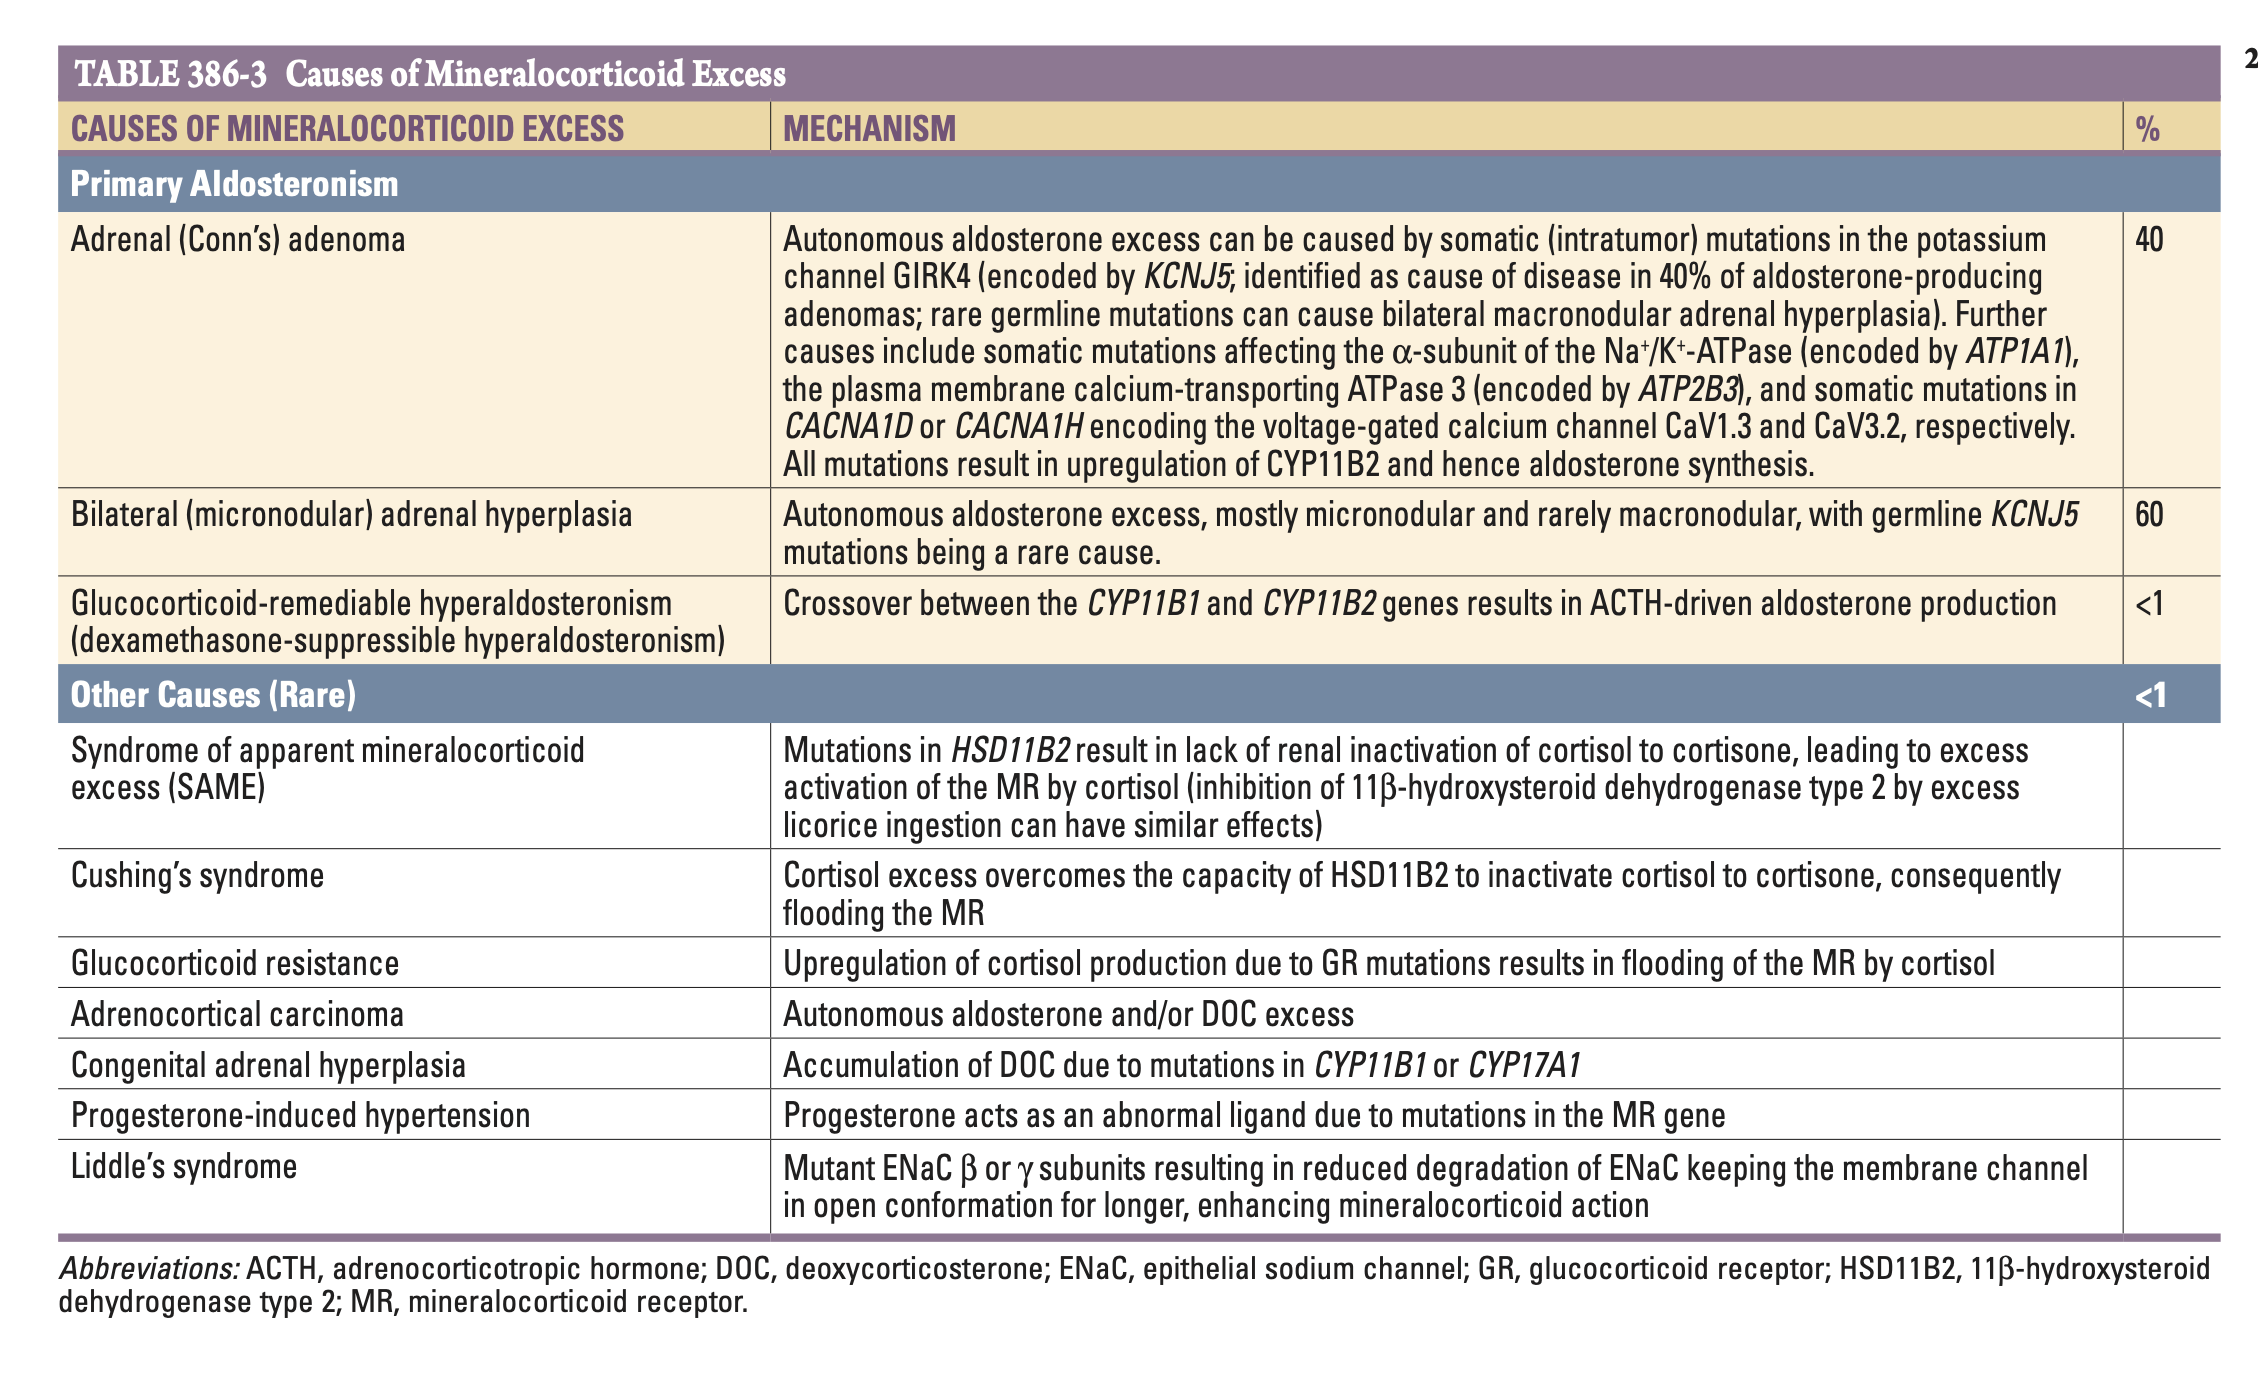 TABLE 386-3 Causes of Mineralocorticoid Excess
2
CAUSES OF MINERALOCORTICOID EXCESS MECHANISM %
Primary Aldosteronism
Adrenal (Conn's) adenoma Autonomous aldosterone excess can be caused by somatic (intratumor) mutations in the potassium 40
channel GIRK4 (encoded by KCNJ5; identified as cause of disease in 40% of aldosterone-producing
adenomas; rare germline mutations can cause bilateral macronodular adrenal hyperplasia). Further
causes include somatic mutations affecting the α-subunit of the Na⁺/K⁺-ATPase (encoded by ATP1A1),
the plasma membrane calcium-transporting ATPase 3 (encoded by ATP2B3), and somatic mutations in
CACNA1D or CACNA1H encoding the voltage-gated calcium channel CaV1.3 and CaV3.2, respectively.
All mutations result in upregulation of CYP11B2 and hence aldosterone synthesis.
Bilateral (micronodular) adrenal hyperplasia Autonomous aldosterone excess, mostly micronodular and rarely macronodular, with germline KCNJ5 60
mutations being a rare cause.
Glucocorticoid-remediable hyperaldosteronism Crossover between the CYP11B1 and CYP11B2 genes results in ACTH-driven aldosterone production <1
(dexamethasone-suppressible hyperaldosteronism)
Other Causes (Rare) <1
Syndrome of apparent mineralocorticoid Mutations in HSD11B2 result in lack of renal inactivation of cortisol to cortisone, leading to excess
excess (SAME) activation of the MR by cortisol (inhibition of 11β-hydroxysteroid dehydrogenase type 2 by excess
licorice ingestion can have similar effects)
Cushing's syndrome Cortisol excess overcomes the capacity of HSD11B2 to inactivate cortisol to cortisone, consequently
flooding the MR
Glucocorticoid resistance Upregulation of cortisol production due to GR mutations results in flooding of the MR by cortisol
Adrenocortical carcinoma Autonomous aldosterone and/or DOC excess
Congenital adrenal hyperplasia Accumulation of DOC due to mutations in CYP11B1 or CYP17A1
Progesterone-induced hypertension Progesterone acts as an abnormal ligand due to mutations in the MR gene
Liddle's syndrome Mutant ENaC β or γ subunits resulting in reduced degradation of ENaC keeping the membrane channel
in open conformation for longer, enhancing mineralocorticoid action
Abbreviations: ACTH, adrenocorticotropic hormone; DOC, deoxycorticosterone; ENaC, epithelial sodium channel; GR, glucocorticoid receptor; HSD11B2, 11β-hydroxysteroid
dehydrogenase type 2; MR, mineralocorticoid receptor.